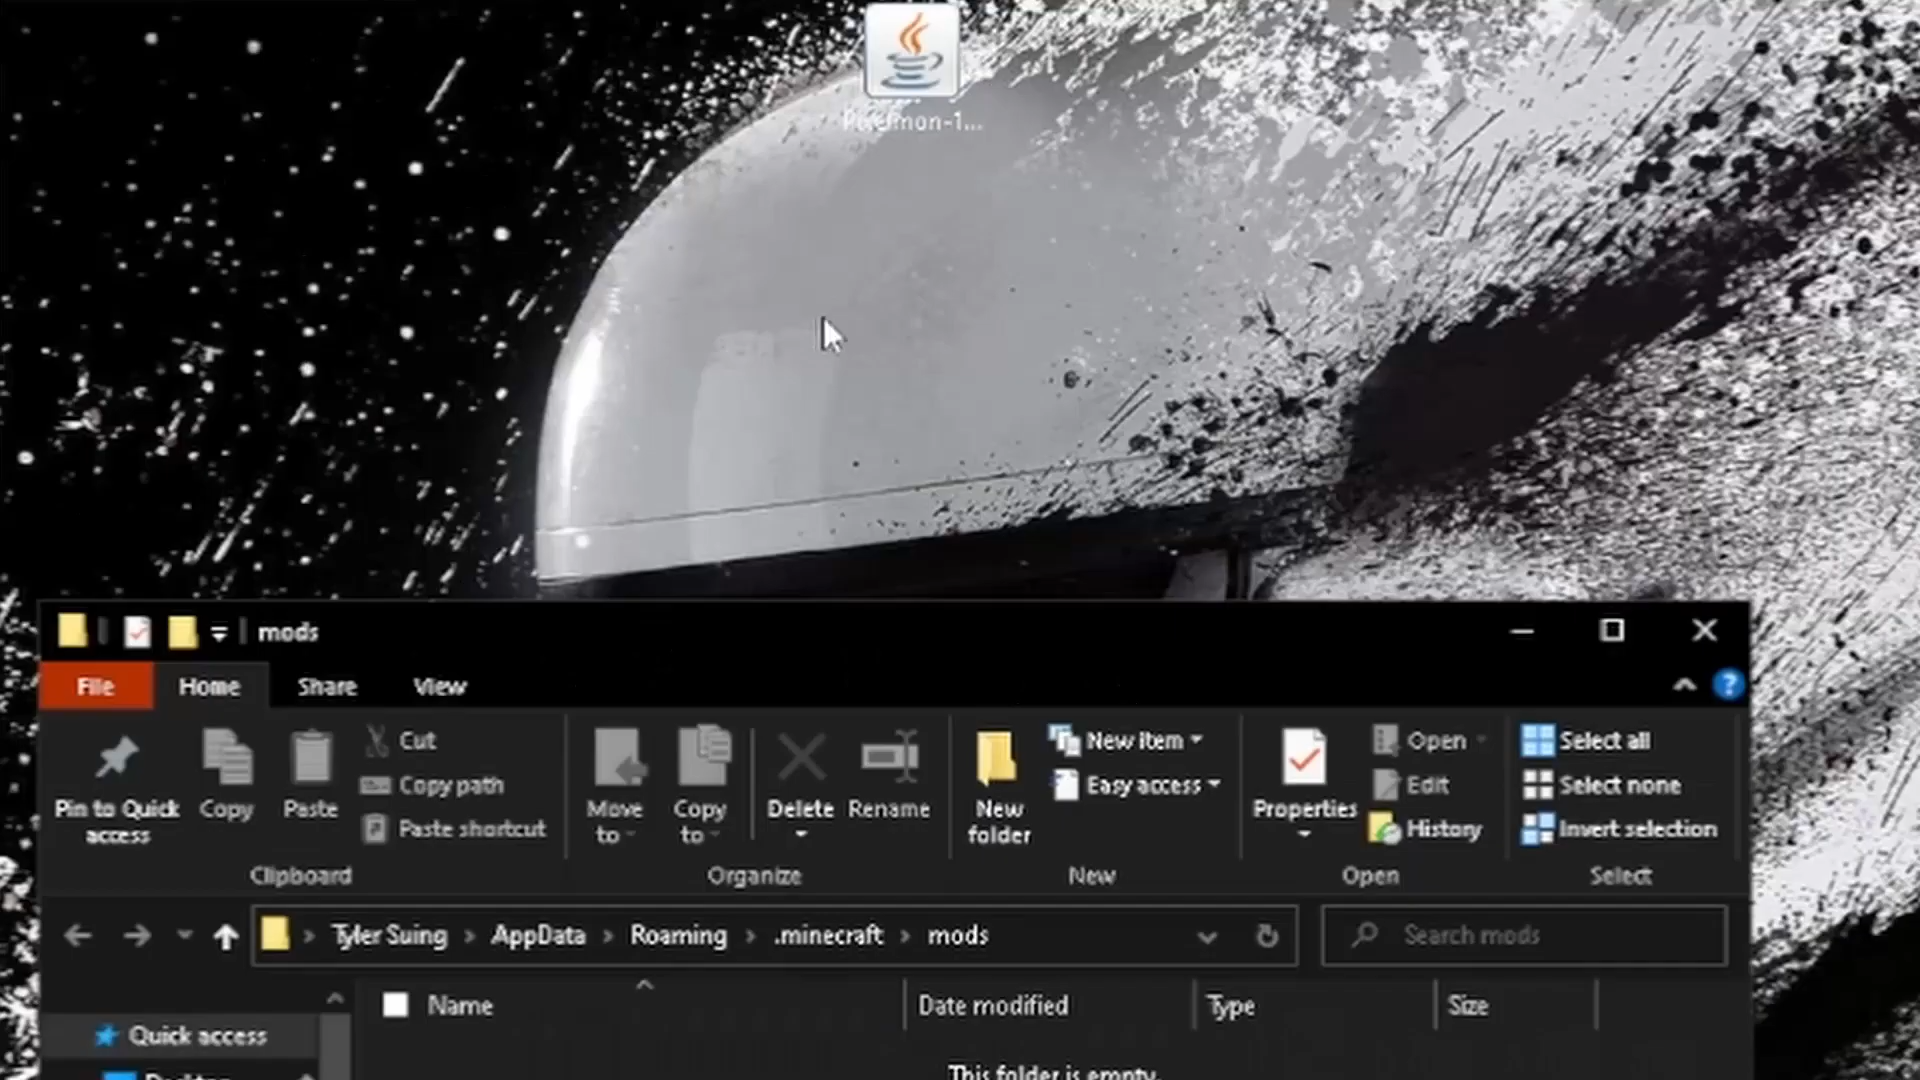 Pixelmon-1...
mods
File Home Share View
Pin to Quick access
Copy
Paste
Cut
Copy path
Paste shortcut
Clipboard
Move to
Copy to
Delete
Rename
Organize
New folder
New item
Easy access
New
Properties
Open
Edit
History
Open
Select all
Select none
Invert selection
Select
Tyler Suing > AppData > Roaming > .minecraft > mods
Search mods
Name Date modified Type Size
Quick access
This folder is empty.
Desktop